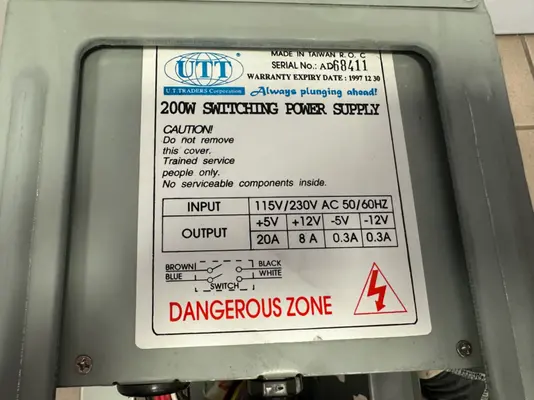 MADE IN TAIWAN R. O. C
SERIAL No.: AD68411
WARRANTY EXPIRY DATE : 1997 12 30
UTT
U.T.TRADERS Corporation
Always plunging ahead!
200W SWITCHING POWER SUPPLY
CAUTION!
Do not remove
this cover.
Trained service
people only.
No serviceable components inside.
INPUT 115V/230V AC 50/60HZ
OUTPUT +5V +12V -5V -12V
20A 8 A 0.3A 0.3A
BROWN BLACK
BLUE WHITE
SWITCH
DANGEROUS ZONE